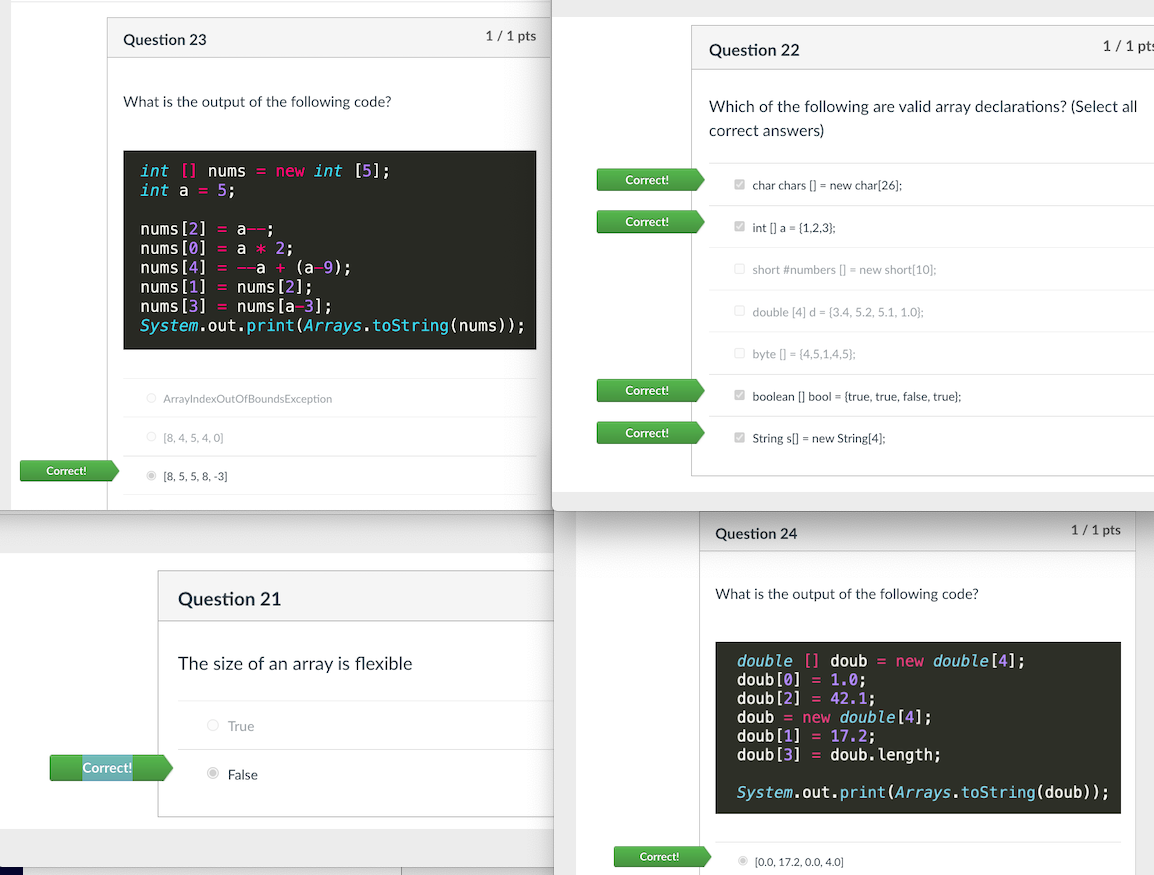 Question 23
1 / 1 pts
What is the output of the following code?
int [] nums = new int [5];
int a = 5;
nums[2] = a--;
nums[0] = a * 2;
nums[4] = --a + (a-9);
nums[1] = nums[2];
nums[3] = nums[a-3];
System.out.print(Arrays.toString(nums));
ArrayIndexOutOfBoundsException
[8, 4, 5, 4, 0]
Correct!
[8, 5, 5, 8, -3]
Question 22
1 / 1 pts
Which of the following are valid array declarations? (Select all
correct answers)
Correct!
char chars [] = new char[26];
Correct!
int [] a = {1,2,3};
short #numbers [] = new short[10];
double [4] d = {3.4, 5.2, 5.1, 1.0};
byte [] = {4,5,1,4,5};
Correct!
boolean [] bool = {true, true, false, true};
Correct!
String s[] = new String[4];
Question 21
The size of an array is flexible
True
Correct!
False
Question 24
1 / 1 pts
What is the output of the following code?
double [] doub = new double[4];
doub[0] = 1.0;
doub[2] = 42.1;
doub = new double[4];
doub[1] = 17.2;
doub[3] = doub.length;
System.out.print(Arrays.toString(doub));
Correct!
[0.0, 17.2, 0.0, 4.0]